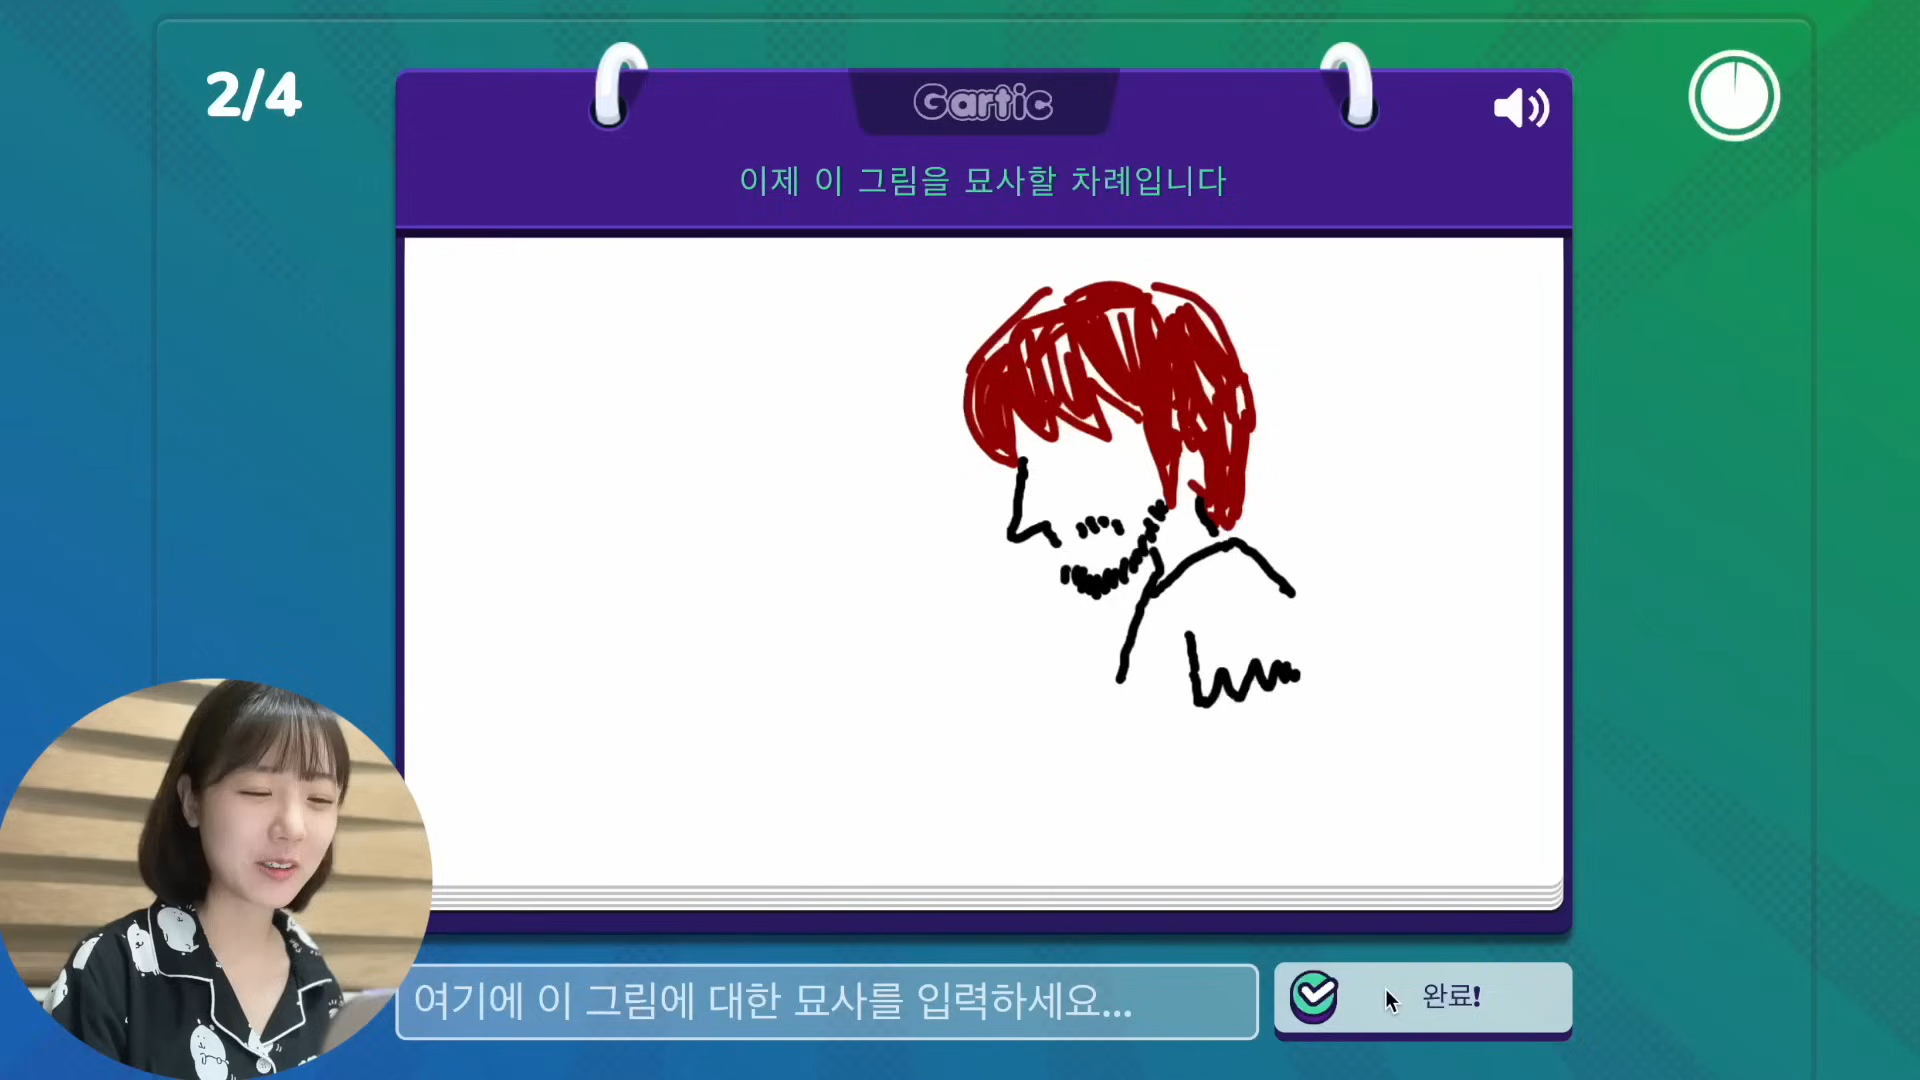 2/4
Gartic
이제 이 그림을 묘사할 차례입니다
여기에 이 그림에 대한 묘사를 입력하세요...
완료!